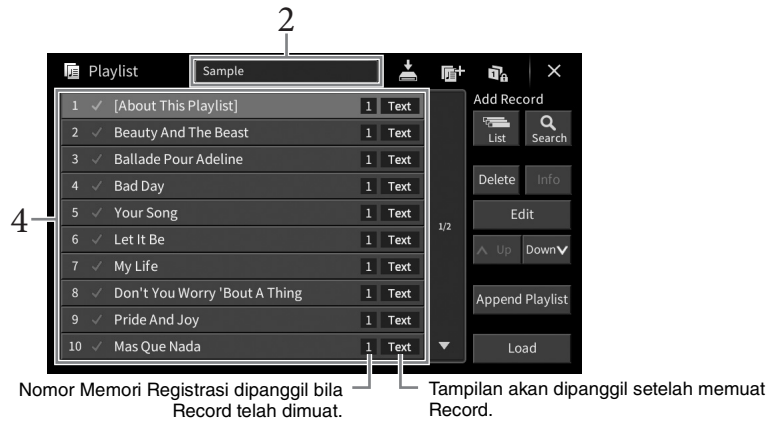 2
Playlist
Sample
Add Record
1 [About This Playlist] 1 Text
List
Search
2 Beauty And The Beast 1 Text
3 Ballade Pour Adeline 1 Text
4 Bad Day 1 Text
Delete
Info
5 Your Song 1 Text
Edit
4
1/2
6 Let It Be 1 Text
Up
Down
7 My Life 1 Text
8 Don't You Worry 'Bout A Thing 1 Text
Append Playlist
9 Pride And Joy 1 Text
10 Mas Que Nada 1 Text
Load
Nomor Memori Registrasi dipanggil bila
Record telah dimuat.
Tampilan akan dipanggil setelah memuat
Record.